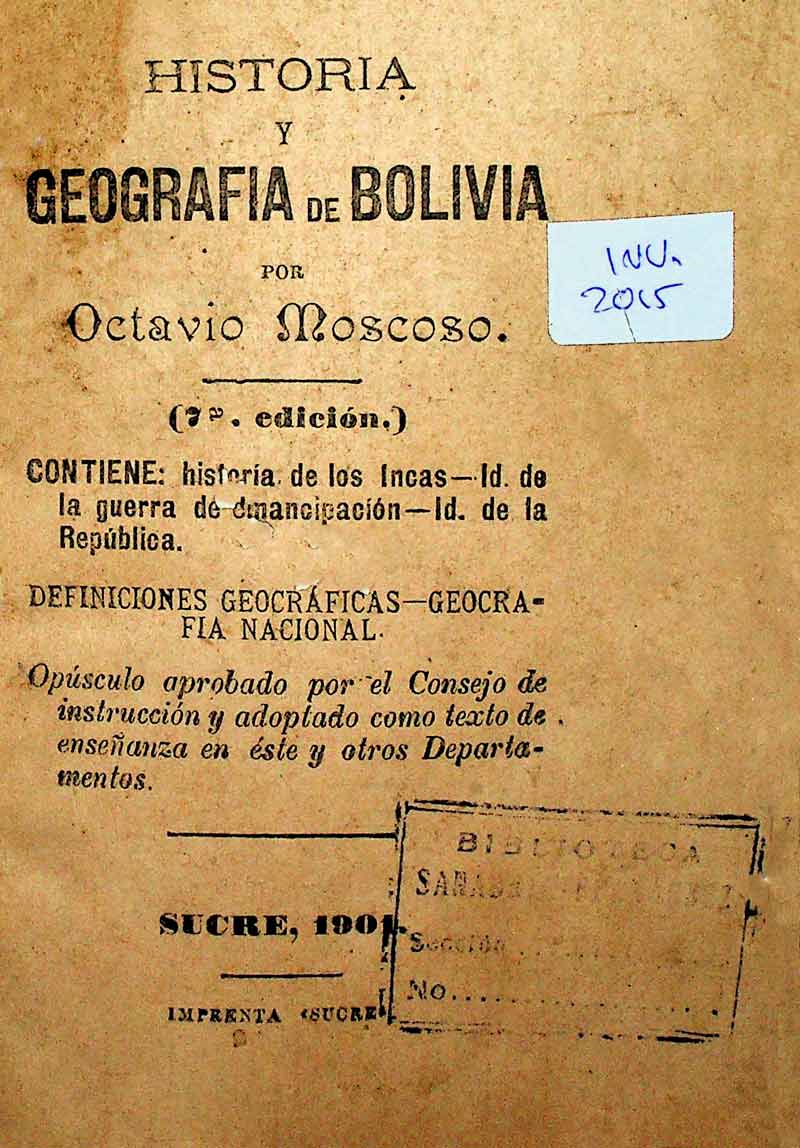 HISTORIA
Y
GEOGRAFIA DE BOLIVIA
POR
Octavio Moscoso.
(7ª. edición.)
CONTIENE: historia de los Incas—Id. de
la guerra de emancipación—Id. de la
República.
DEFINICIONES GEOGRÁFICAS—GEOGRA-
FIA NACIONAL.
Opúsculo aprobado por el Consejo de
instrucción y adoptado como texto de
enseñanza en éste y otros Departa-
mentos.
SUCRE, 1901.
IMPRENTA «SUCRE»
INV.
2015
BIBLIOTECA
Sección
No.....